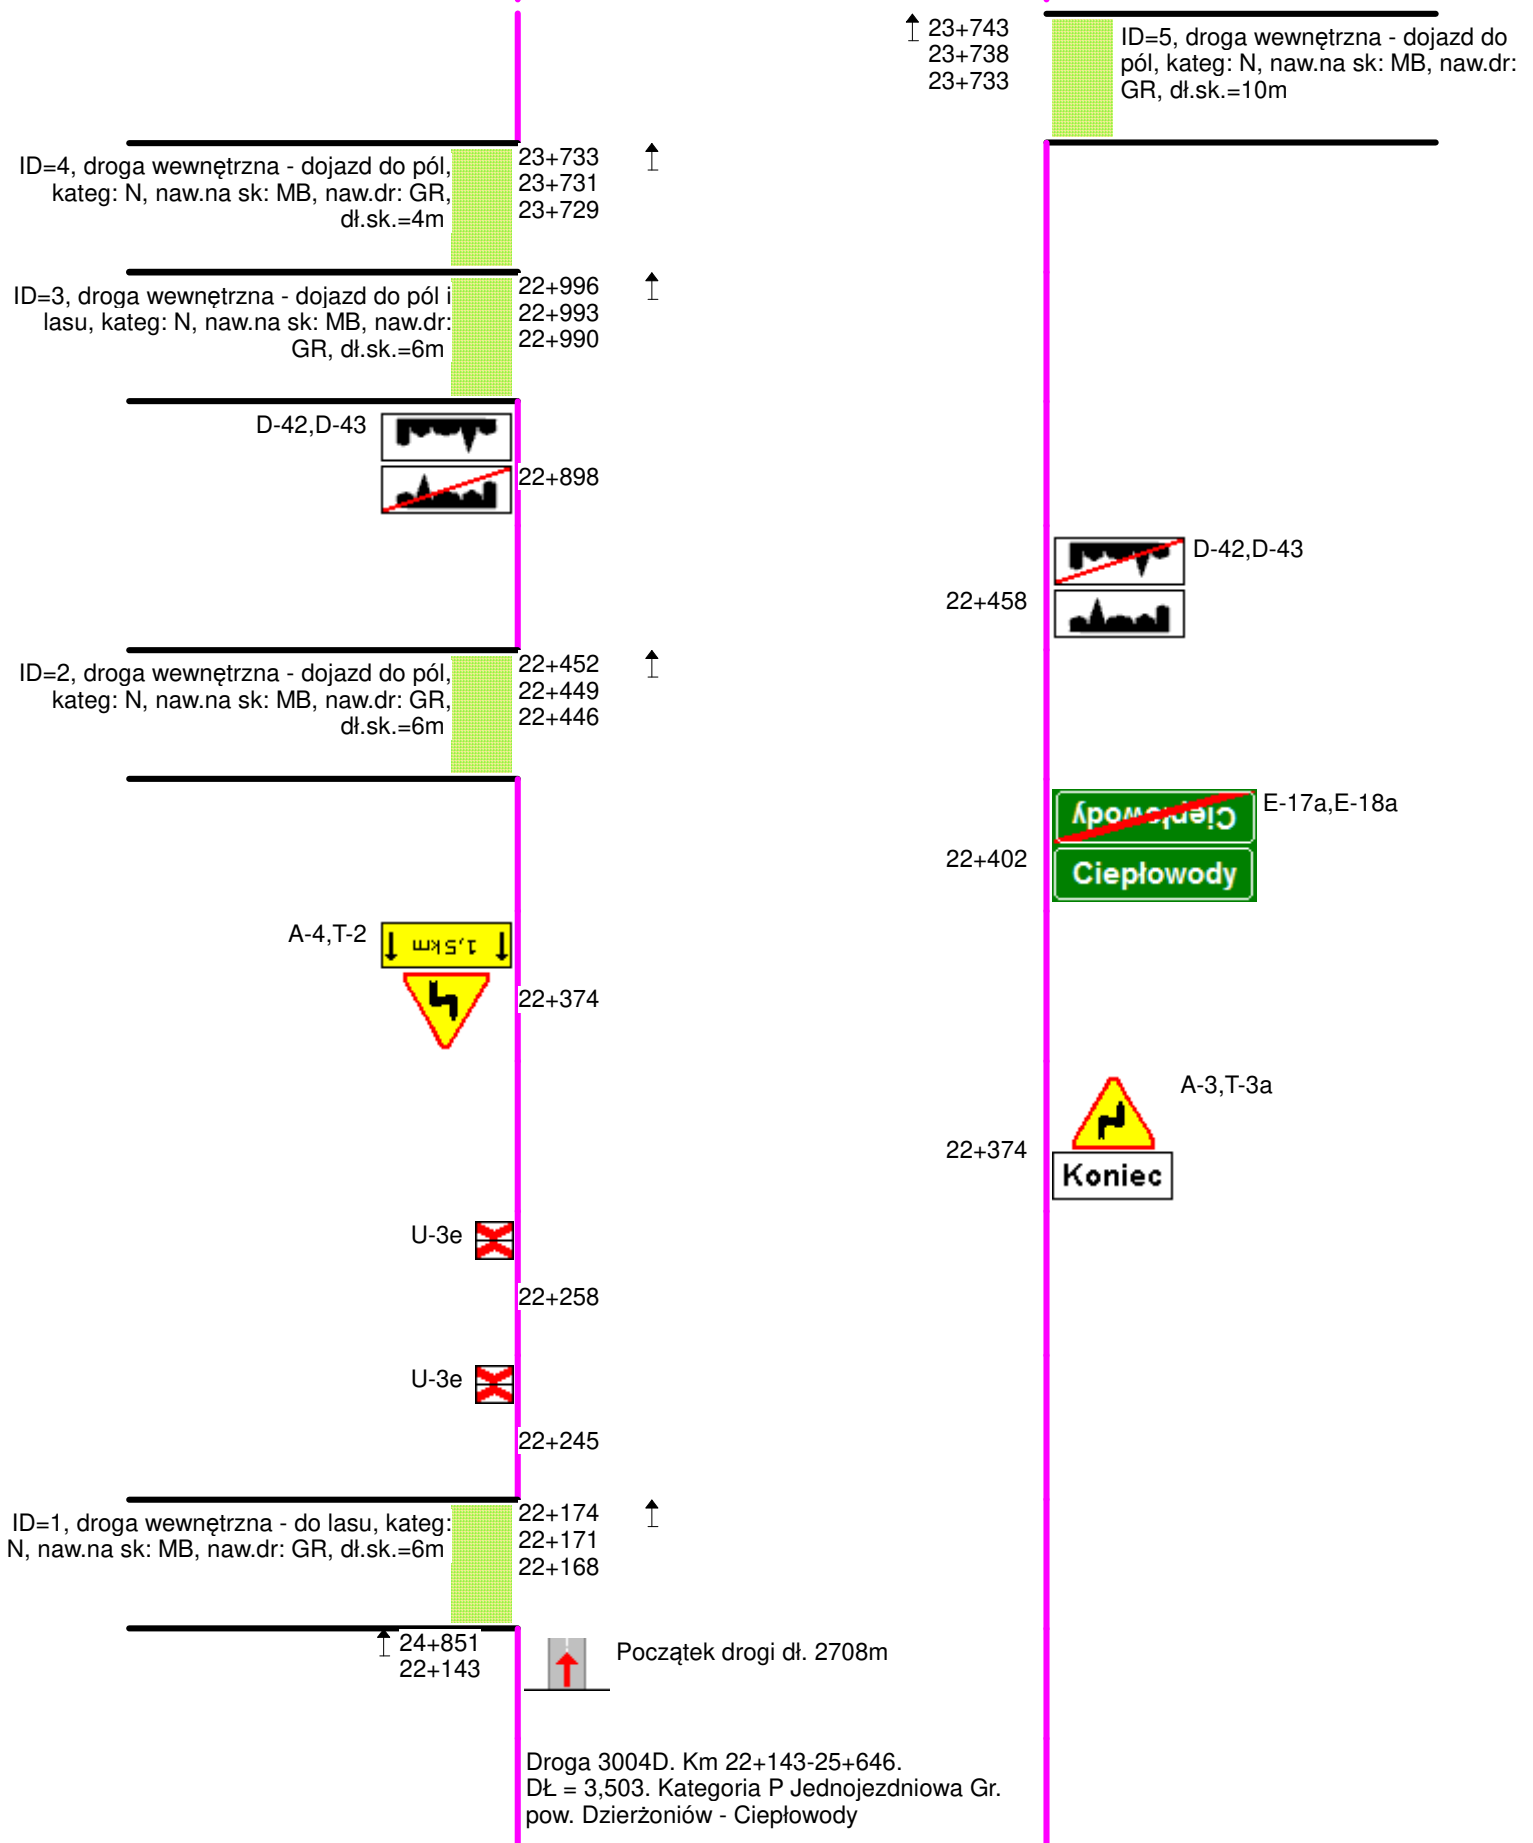 23+743
23+738
23+733
ID=5, droga wewnętrzna - dojazd do
pól, kateg: N, naw.na sk: MB, naw.dr:
GR, dł.sk.=10m
ID=4, droga wewnętrzna - dojazd do pól,
kateg: N, naw.na sk: MB, naw.dr: GR,
dł.sk.=4m
23+733
23+731
23+729
ID=3, droga wewnętrzna - dojazd do pól i
lasu, kateg: N, naw.na sk: MB, naw.dr:
GR, dł.sk.=6m
22+996
22+993
22+990
D-42,D-43
22+898
D-42,D-43
22+458
ID=2, droga wewnętrzna - dojazd do pól,
kateg: N, naw.na sk: MB, naw.dr: GR,
dł.sk.=6m
22+452
22+449
22+446
Ciepłowody
E-17a,E-18a
22+402
Ciepłowody
A-4,T-2
1,5km
22+374
A-3,T-3a
22+374
Koniec
U-3e
22+258
U-3e
22+245
ID=1, droga wewnętrzna - do lasu, kateg:
N, naw.na sk: MB, naw.dr: GR, dł.sk.=6m
22+174
22+171
22+168
24+851
22+143
Początek drogi dł. 2708m
Droga 3004D. Km 22+143-25+646.
DŁ = 3,503. Kategoria P Jednojezdniowa Gr.
pow. Dzierżoniów - Ciepłowody